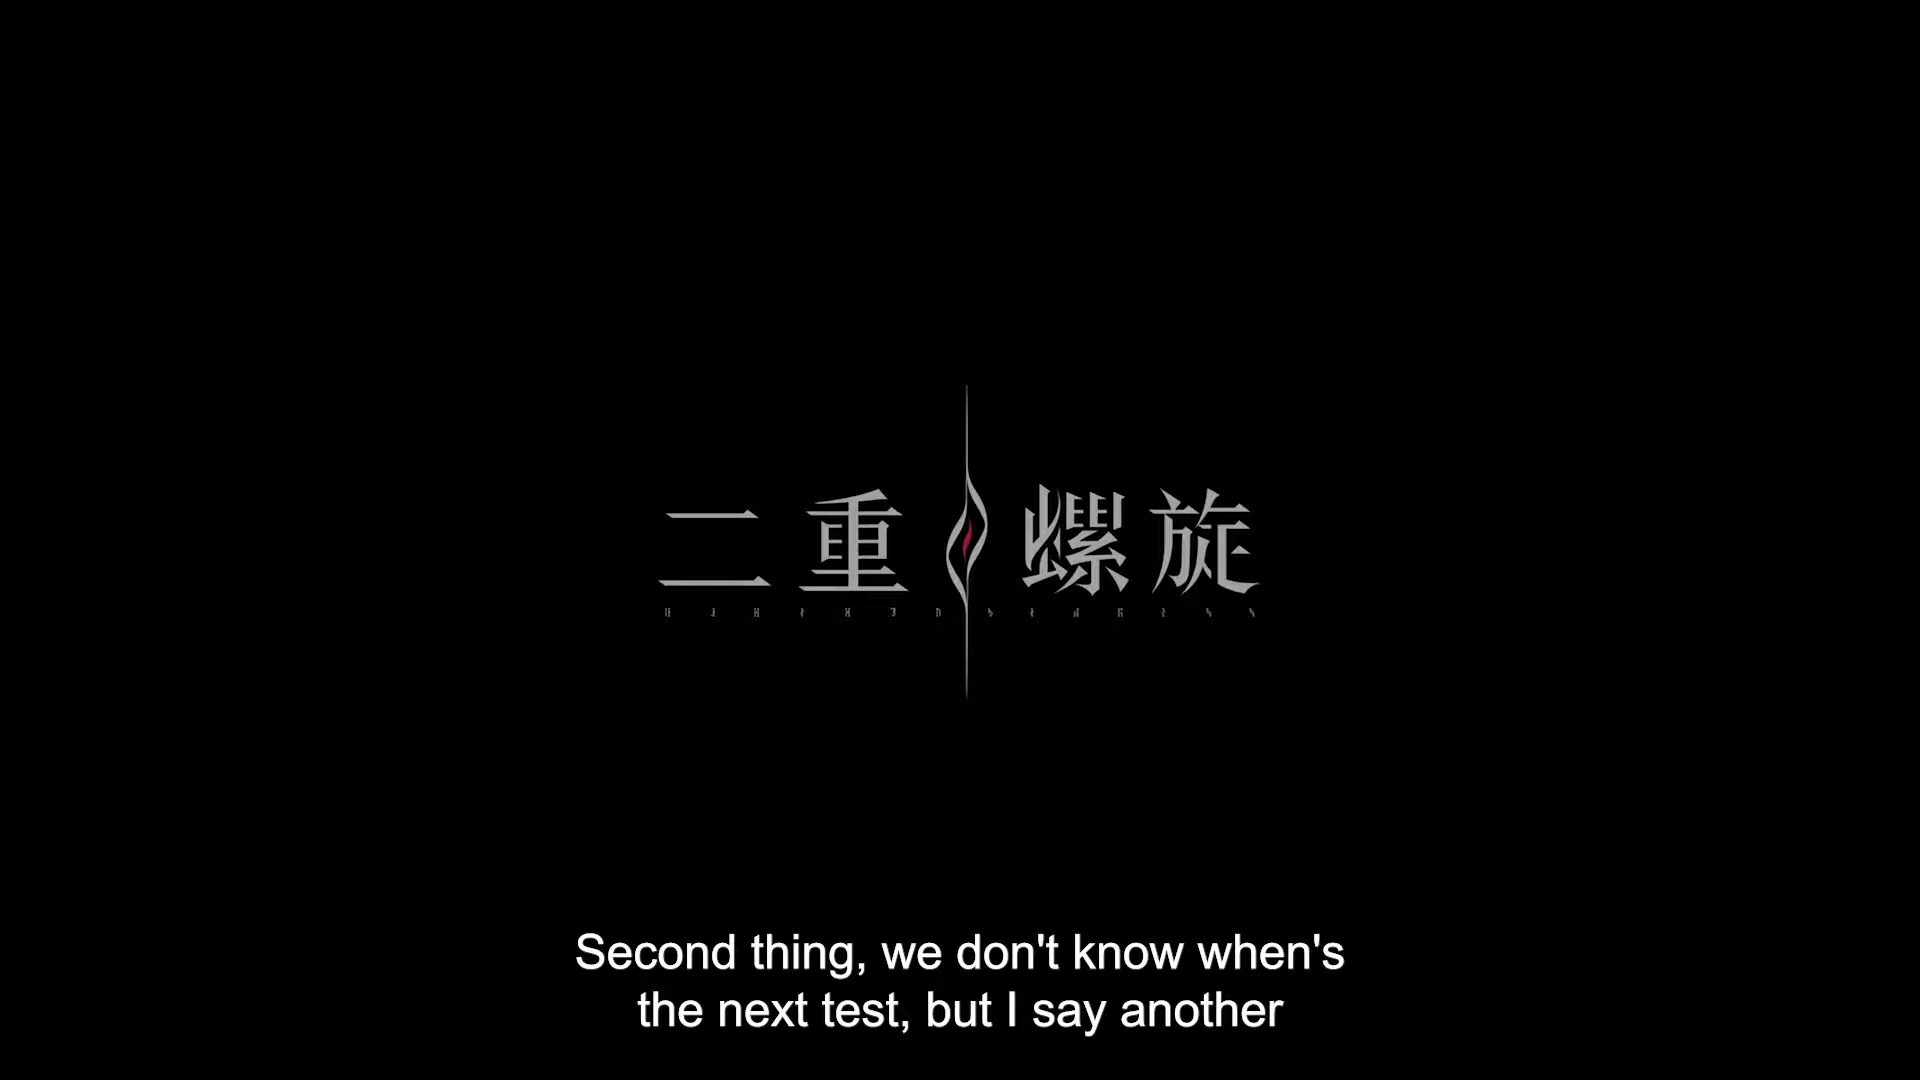 二重螺旋
Second thing, we don't know when's
the next test, but I say another